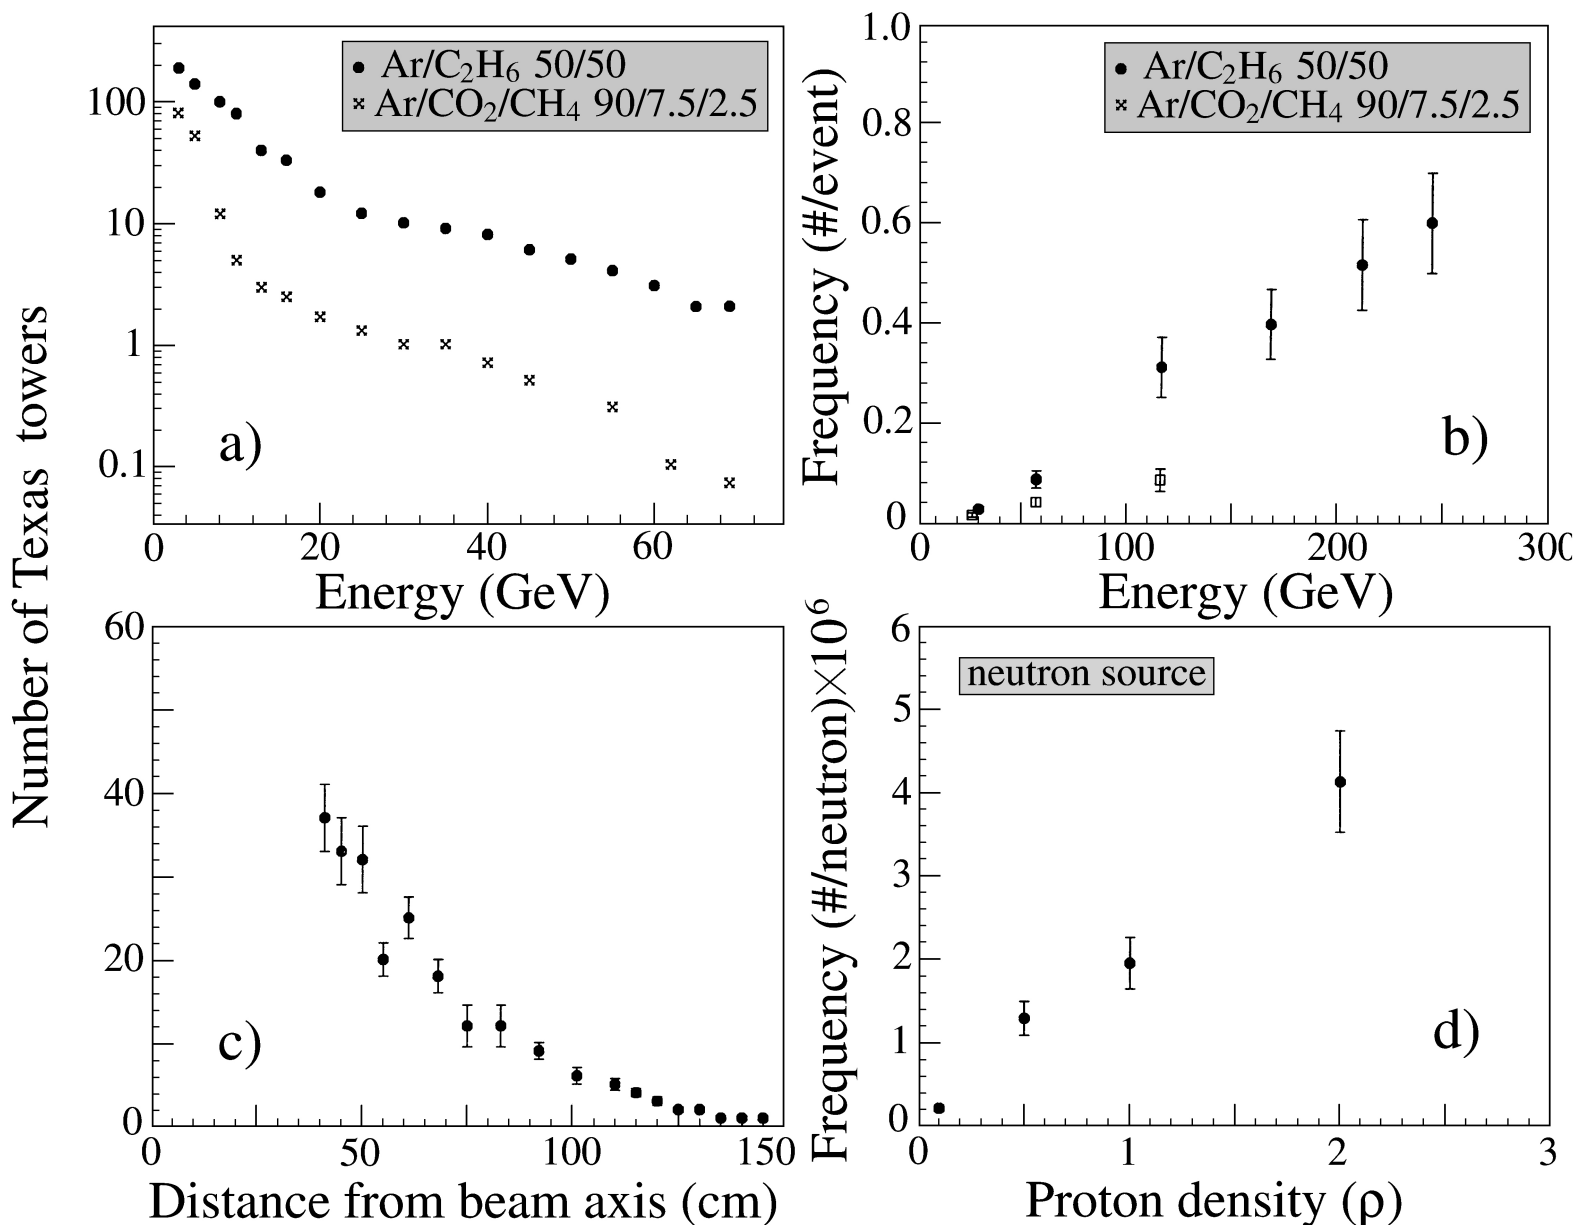 Number of Texas towers
100
10
1
0.1
Ar/C₂H₆ 50/50
Ar/CO₂/CH₄ 90/7.5/2.5
a)
0 20 40 60
Energy (GeV)
Frequency (#/event)
1.0
0.8
0.6
0.4
0.2
0
Ar/C₂H₆ 50/50
Ar/CO₂/CH₄ 90/7.5/2.5
b)
0 100 200 300
Energy (GeV)
60
40
20
0
c)
0 50 100 150
Distance from beam axis (cm)
Frequency (#/neutron)×10⁶
6
5
4
3
2
1
0
neutron source
d)
0 1 2 3
Proton density (ρ)